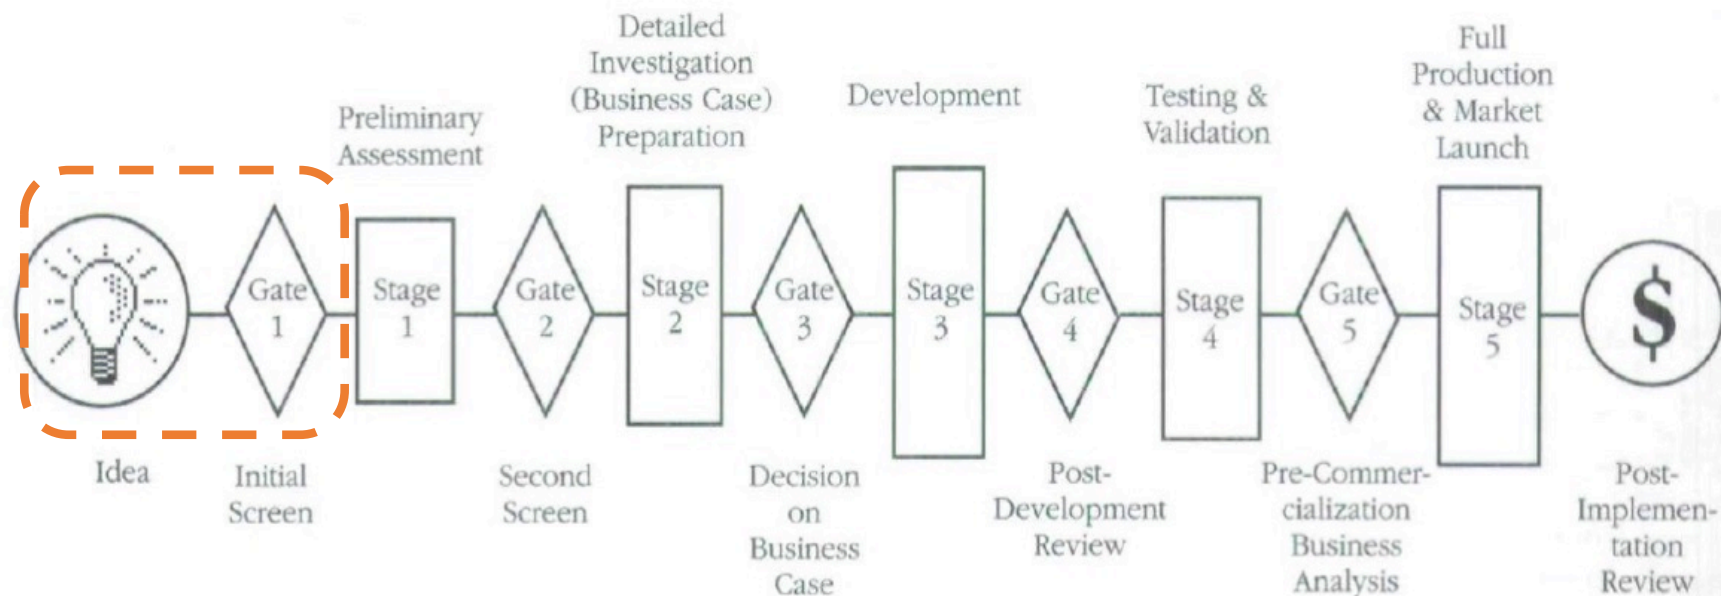 Detailed
Investigation
(Business Case)
Preparation
Full
Production
& Market
Launch
Development
Testing &
Validation
Preliminary
Assessment
Gate
1
Stage
1
Gate
2
Stage
2
Gate
3
Stage
3
Gate
4
Stage
4
Gate
5
Stage
5
$
Idea
Initial
Screen
Second
Screen
Decision
on
Business
Case
Post-
Development
Review
Pre-Commer-
cialization
Business
Analysis
Post-
Implemen-
tation
Review